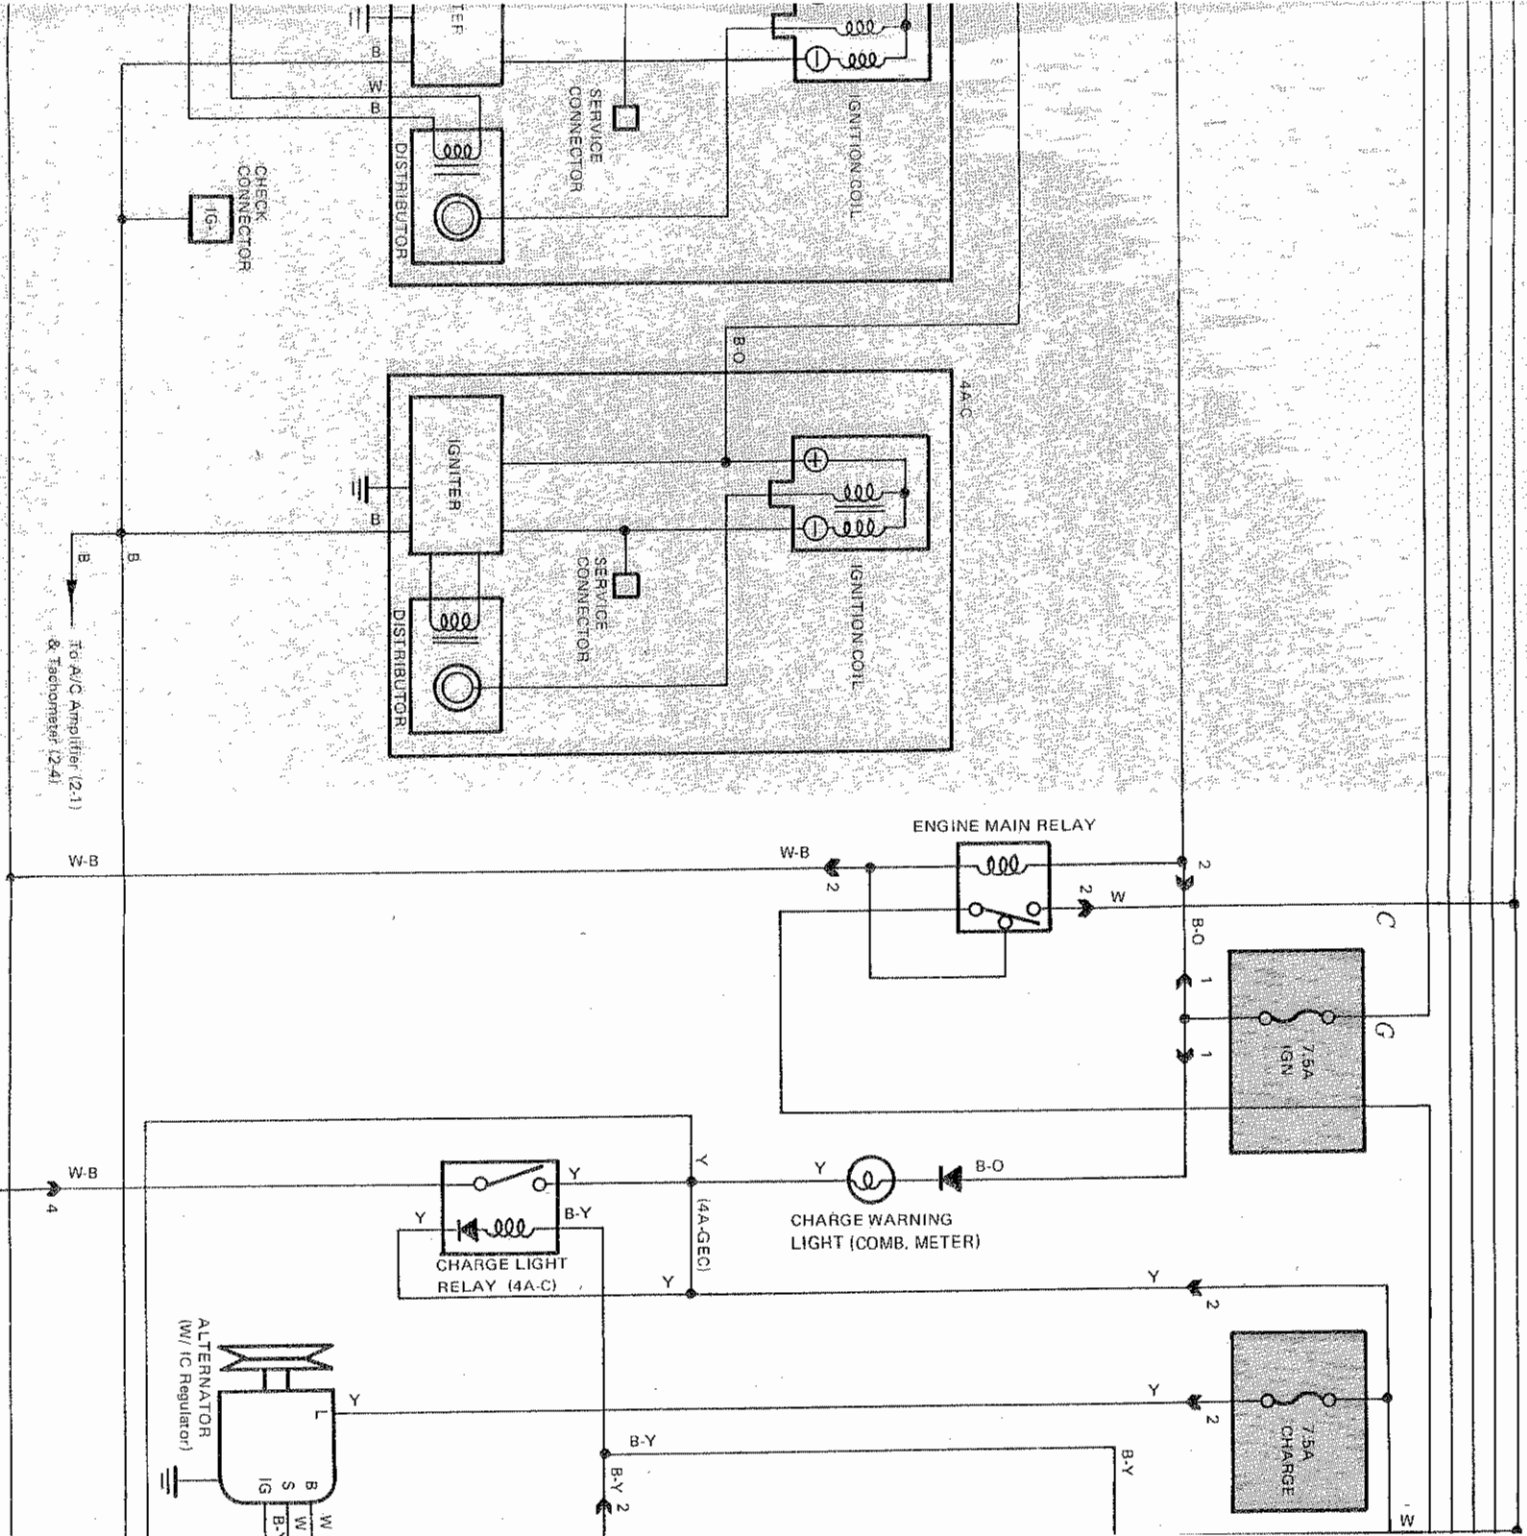 B
W
B
SERVICE
CONNECTOR
IGNITION COIL
DISTRIBUTOR
CHECK
CONNECTOR
IG-
B-O
4A-C
IGNITER
B
SERVICE
CONNECTOR
IGNITION COIL
DISTRIBUTOR
B
B
To A/C Amplifier (2-1)
& Tachometer (2-4)
ENGINE MAIN RELAY
W-B
W-B
2
2
W
2
B-O
C
1
G
1
7.5A
IGN
W-B
4
Y
Y
(4A-GEC)
Y
B-O
Y
B-Y
CHARGE WARNING
LIGHT (COMB. METER)
CHARGE LIGHT
RELAY (4A-C)
Y
Y
2
ALTERNATOR
(W/ IC Regulator)
L
Y
Y
2
7.5A
CHARGE
B-Y
B-Y
B-Y
2
IG
S
B
W
W
W